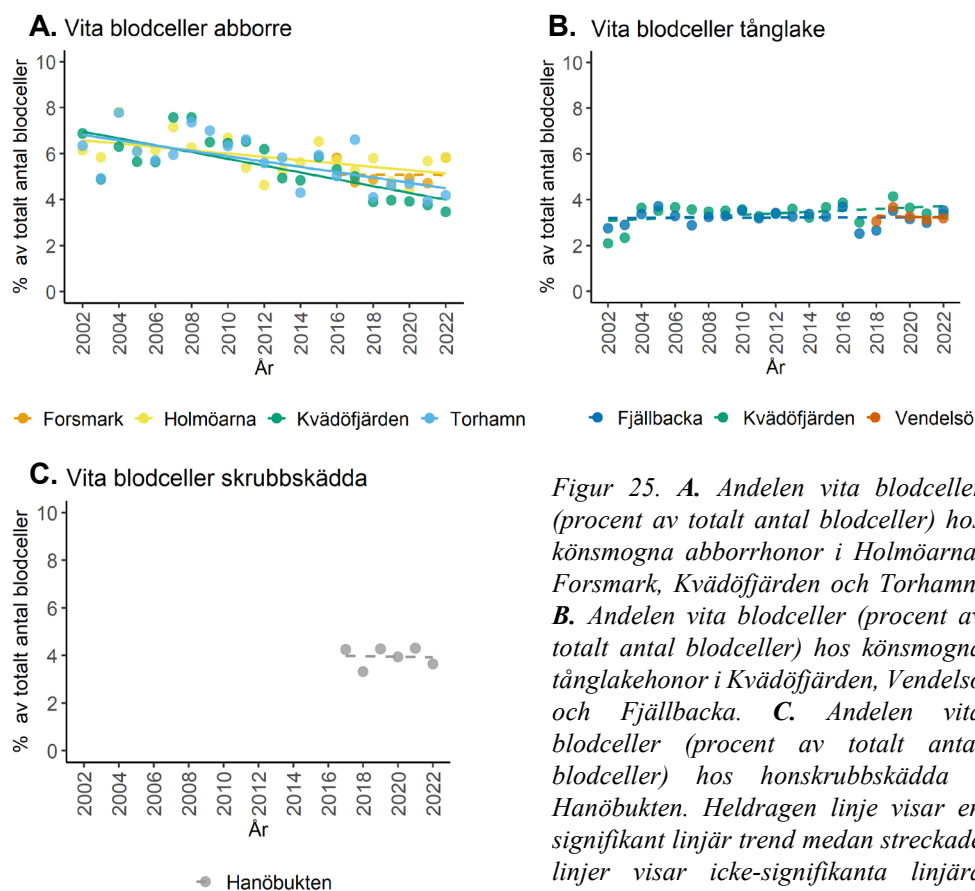 A. Vita blodceller abborre
% av totalt antal blodceller
10
8
6
4
2
0
2002
2004
2006
2008
2010
2012
2014
2016
2018
2020
2022
År
Forsmark Holmöarna Kvädöfjärden Torhamn
B. Vita blodceller tånglake
% av totalt antal blodceller
10
8
6
4
2
0
2002
2004
2006
2008
2010
2012
2014
2016
2018
2020
2022
År
Fjällbacka Kvädöfjärden Vendelsö
C. Vita blodceller skrubbskädda
% av totalt antal blodceller
10
8
6
4
2
0
2002
2004
2006
2008
2010
2012
2014
2016
2018
2020
2022
År
Hanöbukten
Figur 25. A. Andelen vita blodceller
(procent av totalt antal blodceller) hos
könsmogna abborrhonor i Holmöarna
Forsmark, Kvädöfjärden och Torhamn
B. Andelen vita blodceller (procent av
totalt antal blodceller) hos könsmogna
tånglakehonor i Kvädöfjärden, Vendelsö
och Fjällbacka. C. Andelen vita
blodceller (procent av totalt antal
blodceller) hos honskrubbskädda
Hanöbukten. Heldragen linje visar en
signifikant linjär trend medan streckade
linjer visar icke-signifikanta linjära